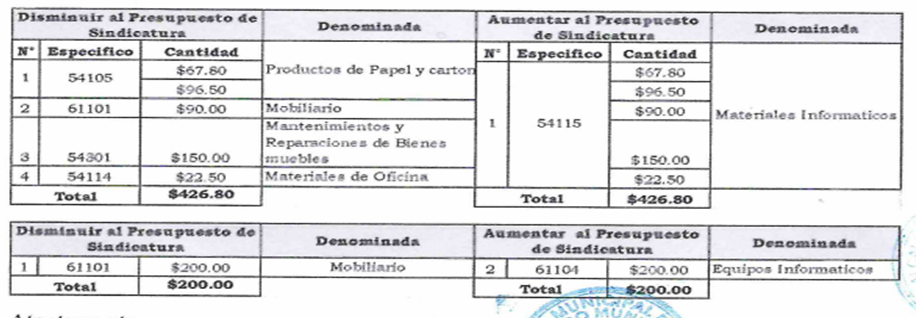 Disminuir al Presupuesto de Sindicatura | Denominada | Aumentar al Presupuesto de Sindicatura | Denominada
N° | Especifico | Cantidad | N° | Especifico | Cantidad
1 | 54105 | $67.80 | Productos de Papel y carton | 1 | 54115 | $67.80 | Materiales Informaticos
$96.50 | $96.50
2 | 61101 | $90.00 | Mobiliario | $90.00
3 | 54301 | $150.00 | Mantenimientos y Reparaciones de Bienes muebles | $150.00
4 | 54114 | $22.50 | Materiales de Oficina | $22.50
Total | $426.80 | Total | $426.80
Disminuir al Presupuesto de Sindicatura | Denominada | Aumentar al Presupuesto de Sindicatura | Denominada
1 | 61101 | $200.00 | Mobiliario | 2 | 61104 | $200.00 | Equipos Informaticos
Total | $200.00 | Total | $200.00
MUNICIPAL